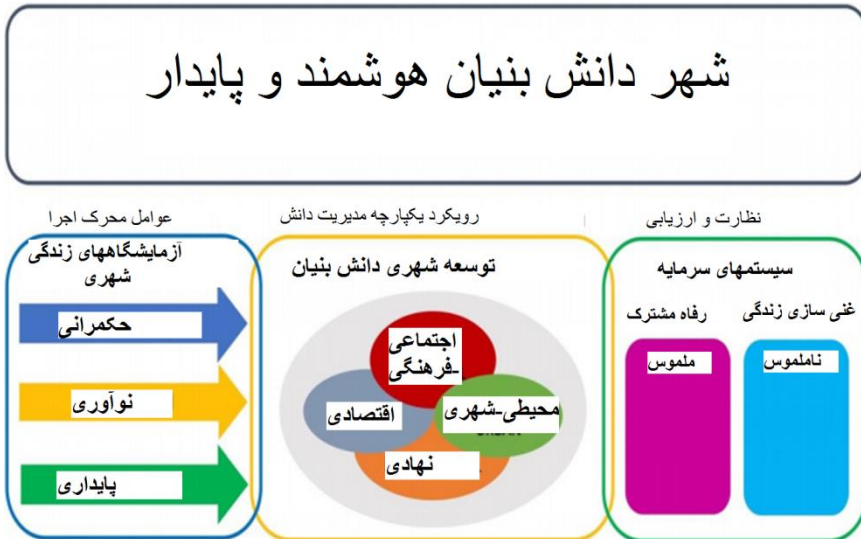 شهر دانش بنیان هوشمند و پایدار
نظارت و ارزیابی
رویکرد یکپارچه مدیریت دانش
عوامل محرک اجرا
سیستمهای سرمایه
غنی سازی زندگی
رفاه مشترک
ناملموس
ملموس
توسعه شهری دانش بنیان
اجتماعی
-فرهنگی
محیطی-شهری
اقتصادی
نهادی
آزمایشگاههای زندگی
شهری
حکمرانی
نوآوری
پایداری